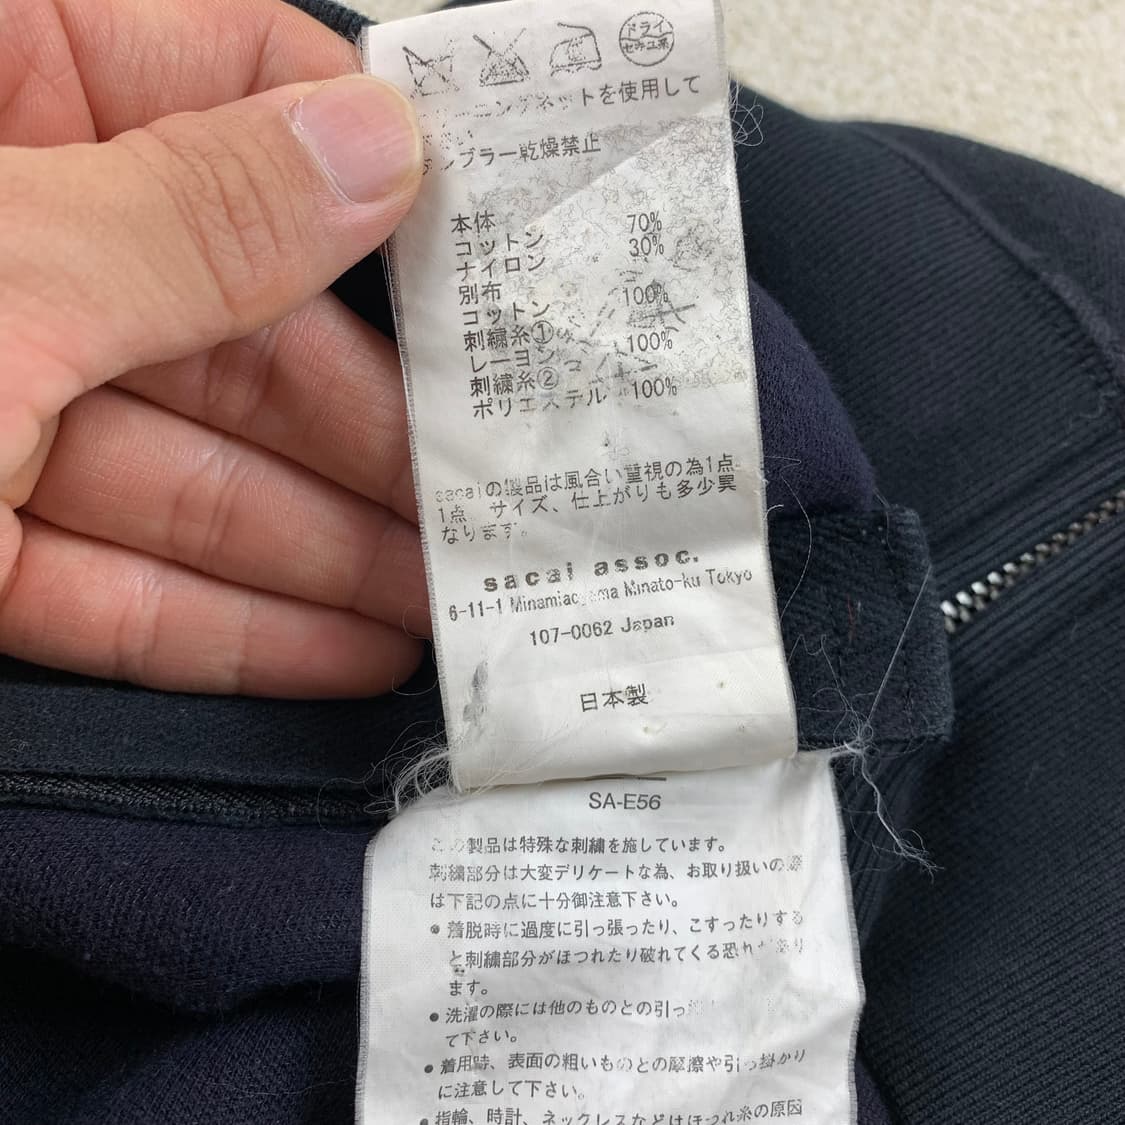 ドライ
セキユ系
ニングネットを使用して
ンブラー乾燥禁止
本体
コットン 70%
ナイロン 30%
別布
コットン 100%
刺繍糸①
レーヨン 100%
刺繍糸②
ポリエステル 100%
sacaiの製品は風合い重視の為1点
1点、サイズ、仕上がりも多少異
なります。
sacai assoc.
6-11-1 Minamiaoyama Minato-ku Tokyo
107-0062 Japan
日本製
SA-E56
この製品は特殊な刺繍を施しています。
刺繍部分は大変デリケートな為、お取り扱いの際
は下記の点に十分御注意下さい。
● 着脱時に過度に引っ張ったり、こすったりする
と刺繍部分がほつれたり破れてくる恐れがあり
ます。
● 洗濯の際には他のものとの引っ
て下さい。
● 着用時、表面の粗いものとの摩擦や引っ掛かり
に注意して下さい。
● 指輪、時計、ネックレスなどはほつれ糸の原因